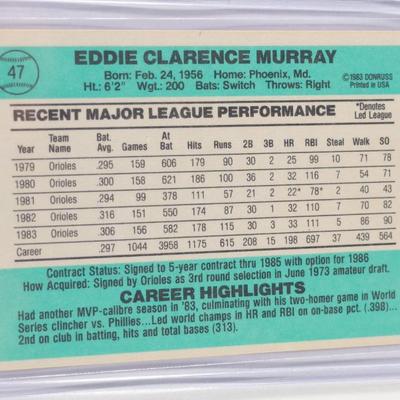 47
EDDIE CLARENCE MURRAY
Born: Feb. 24, 1956 Home: Phoenix, Md.
Ht.: 6'2" Wgt.: 200 Bats: Switch Throws: Right
©1983 DONRUSS
Printed in USA
RECENT MAJOR LEAGUE PERFORMANCE
*Denotes
Led League
Year Team Name Bat. Avg. Games At Bat Hits Runs 2B 3B HR RBI Steal Walk SO
1979 Orioles .295 159 606 179 90 30 2 25 99 10 71 78
1980 Orioles .300 158 621 186 100 36 2 32 116 7 54 71
1981 Orioles .294 99 378 111 57 21 2 22* 78* 2 40 43
1982 Orioles .316 151 550 174 87 30 1 32 110 7 70 82
1983 Orioles .306 156 582 178 115 30 3 33 111 5 86 90
Career .297 1044 3958 1175 615 208 15 198 697 37 439 564
Contract Status: Signed to 5-year contract thru 1985 with option for 1986
How Acquired: Signed by Orioles as 3rd round selection in June 1973 amateur draft.
CAREER HIGHLIGHTS
Had another MVP-calibre season in '83, culminating with his two-homer game in World
Series clincher vs. Phillies...Led world champs in HR and RBI on on-base pct. (.398)...
2nd on club in batting, hits and total bases (313).